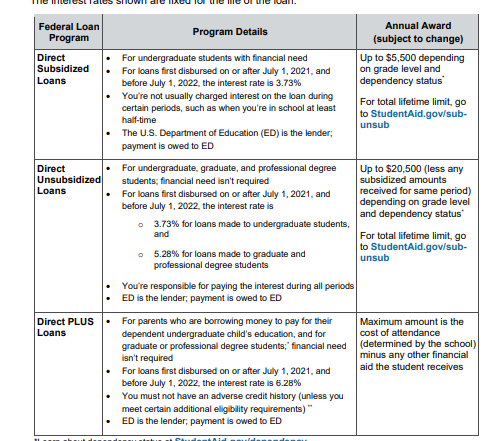 The interest rates shown are fixed for the life of the loan.
Federal Loan
Program
Program Details
Annual Award
(subject to change)
Direct
Subsidized
Loans
• For undergraduate students with financial need
• For loans first disbursed on or after July 1, 2021, and
before July 1, 2022, the interest rate is 3.73%
• You're not usually charged interest on the loan during
certain periods, such as when you're in school at least
half-time
• The U.S. Department of Education (ED) is the lender;
payment is owed to ED
Up to $5,500 depending
on grade level and
dependency status*
For total lifetime limit, go
to StudentAid.gov/sub-
unsub
Direct
Unsubsidized
Loans
• For undergraduate, graduate, and professional degree
students; financial need isn't required
• For loans first disbursed on or after July 1, 2021, and
before July 1, 2022, the interest rate is
o 3.73% for loans made to undergraduate students,
and
o 5.28% for loans made to graduate and
professional degree students
• You're responsible for paying the interest during all periods
• ED is the lender; payment is owed to ED
Up to $20,500 (less any
subsidized amounts
received for same period)
depending on grade level
and dependency status*
For total lifetime limit, go
to StudentAid.gov/sub-
unsub
Direct PLUS
Loans
• For parents who are borrowing money to pay for their
dependent undergraduate child's education, and for
graduate or professional degree students;* financial need
isn't required
• For loans first disbursed on or after July 1, 2021, and
before July 1, 2022, the interest rate is 6.28%
• You must not have an adverse credit history (unless you
meet certain additional eligibility requirements) **
• ED is the lender; payment is owed to ED
Maximum amount is the
cost of attendance
(determined by the school)
minus any other financial
aid the student receives
*Learn about dependency status at StudentAid.gov/dependency